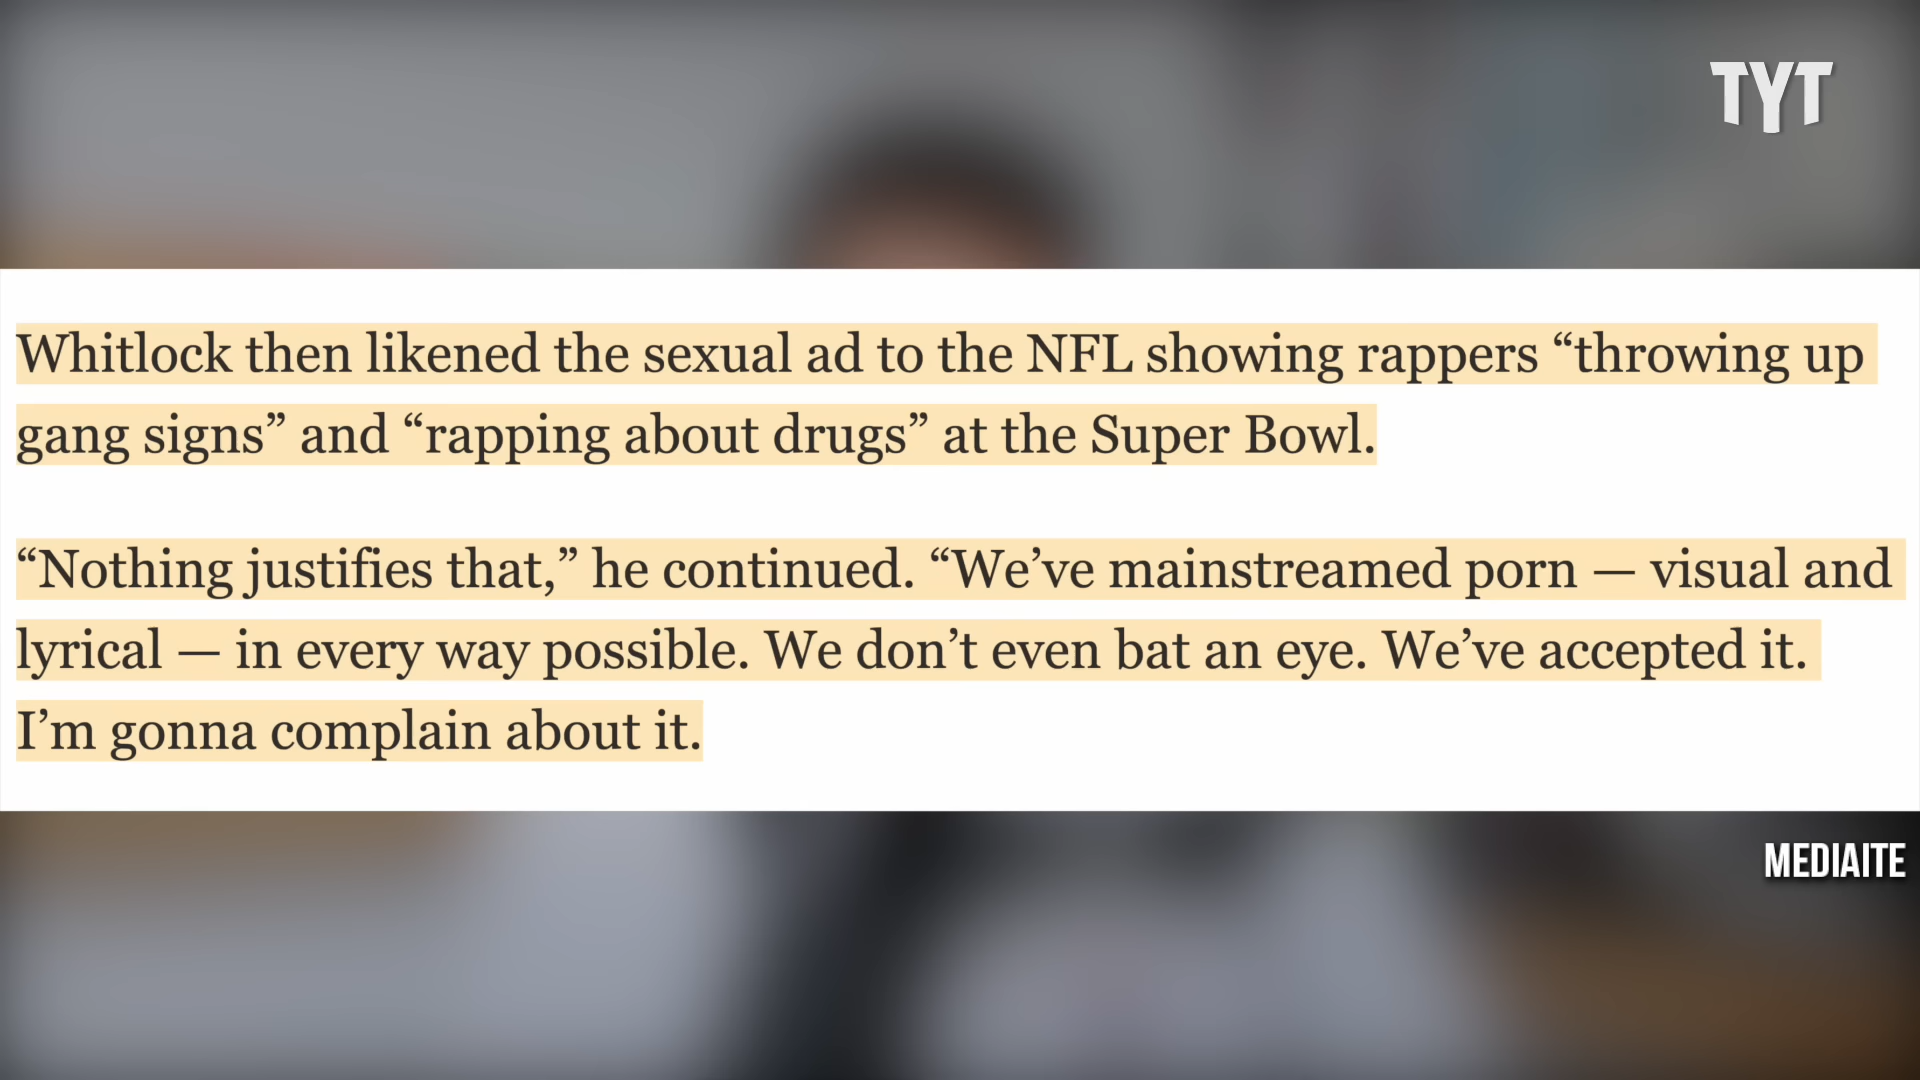 TYT
Whitlock then likened the sexual ad to the NFL showing rappers “throwing up
gang signs” and “rapping about drugs” at the Super Bowl.
“Nothing justifies that,” he continued. “We’ve mainstreamed porn — visual and
lyrical — in every way possible. We don’t even bat an eye. We’ve accepted it.
I’m gonna complain about it.
MEDIAITE